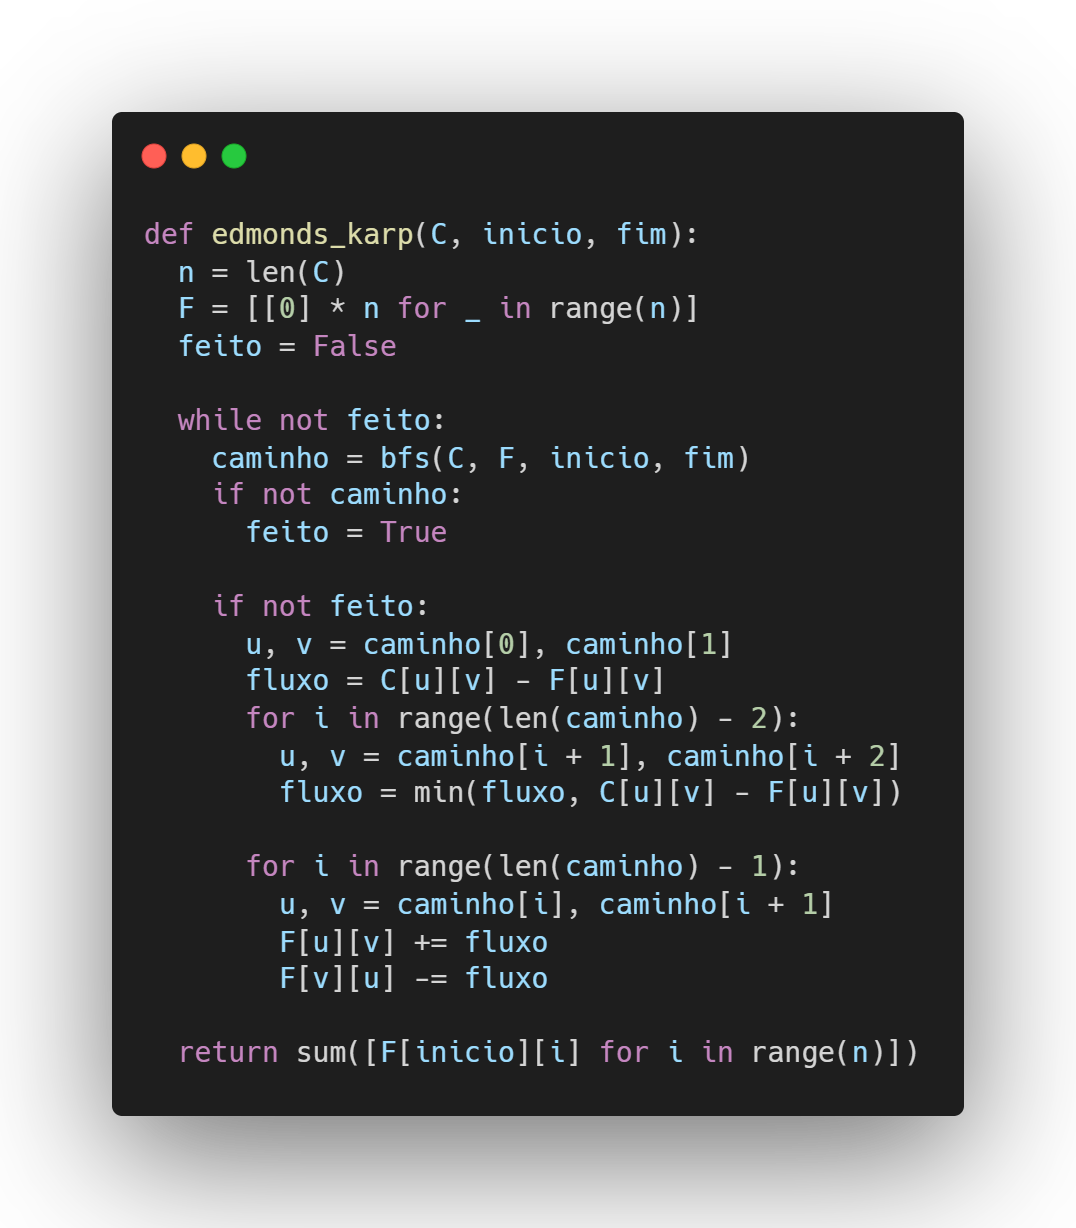 def edmonds_karp(C, inicio, fim):
  n = len(C)
  F = [[0] * n for _ in range(n)]
  feito = False

  while not feito:
    caminho = bfs(C, F, inicio, fim)
    if not caminho:
      feito = True

    if not feito:
      u, v = caminho[0], caminho[1]
      fluxo = C[u][v] - F[u][v]
      for i in range(len(caminho) - 2):
        u, v = caminho[i + 1], caminho[i + 2]
        fluxo = min(fluxo, C[u][v] - F[u][v])

      for i in range(len(caminho) - 1):
        u, v = caminho[i], caminho[i + 1]
        F[u][v] += fluxo
        F[v][u] -= fluxo

  return sum([F[inicio][i] for i in range(n)])